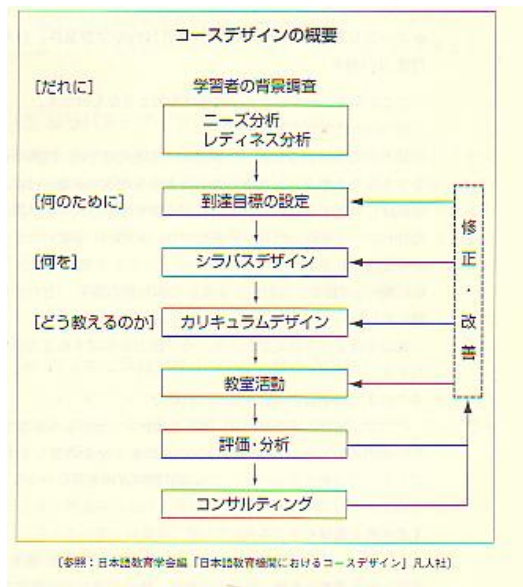 コースデザインの概要
[だれに]
学習者の背景調査
ニーズ分析
レディネス分析
[何のために]
到達目標の設定
[何を]
シラバスデザイン
[どう教えるのか]
カリキュラムデザイン
教室活動
評価・分析
コンサルティング
修正・改善
〔参照：日本語教育学会編「日本語教育機関におけるコースデザイン」凡人社〕